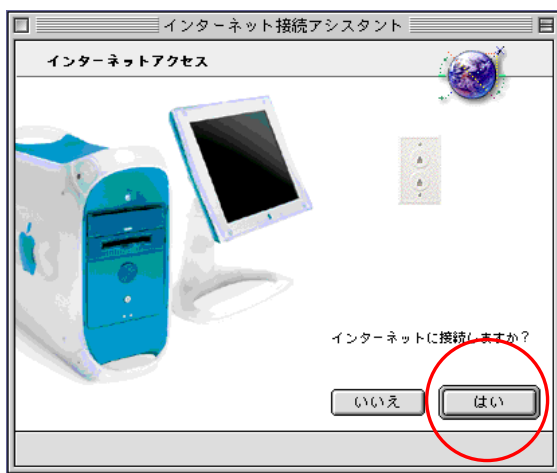 インターネット接続アシスタント
インターネットアクセス
インターネットに接続しますか？
いいえ
はい